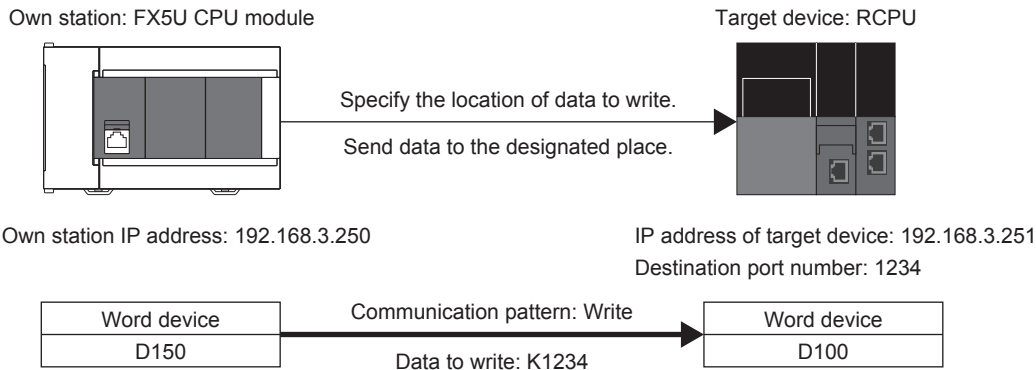 Own station: FX5U CPU module
Target device: RCPU
Specify the location of data to write.
Send data to the designated place.
Own station IP address: 192.168.3.250
IP address of target device: 192.168.3.251
Destination port number: 1234
Word device
Communication pattern: Write
Word device
D150
Data to write: K1234
D100